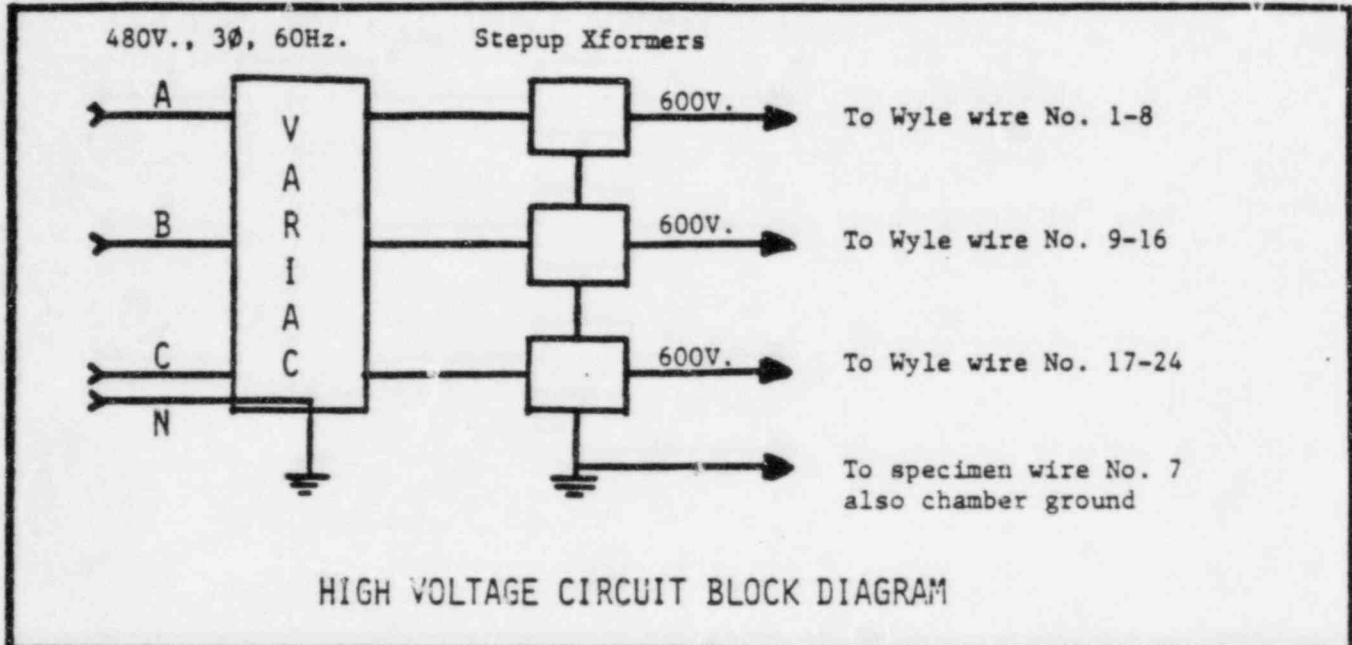 480V., 3Ø, 60Hz. Stepup Xformers
A 600V. To Wyle wire No. 1-8
VARIAC
B 600V. To Wyle wire No. 9-16
C 600V. To Wyle wire No. 17-24
N
To specimen wire No. 7
also chamber ground
HIGH VOLTAGE CIRCUIT BLOCK DIAGRAM